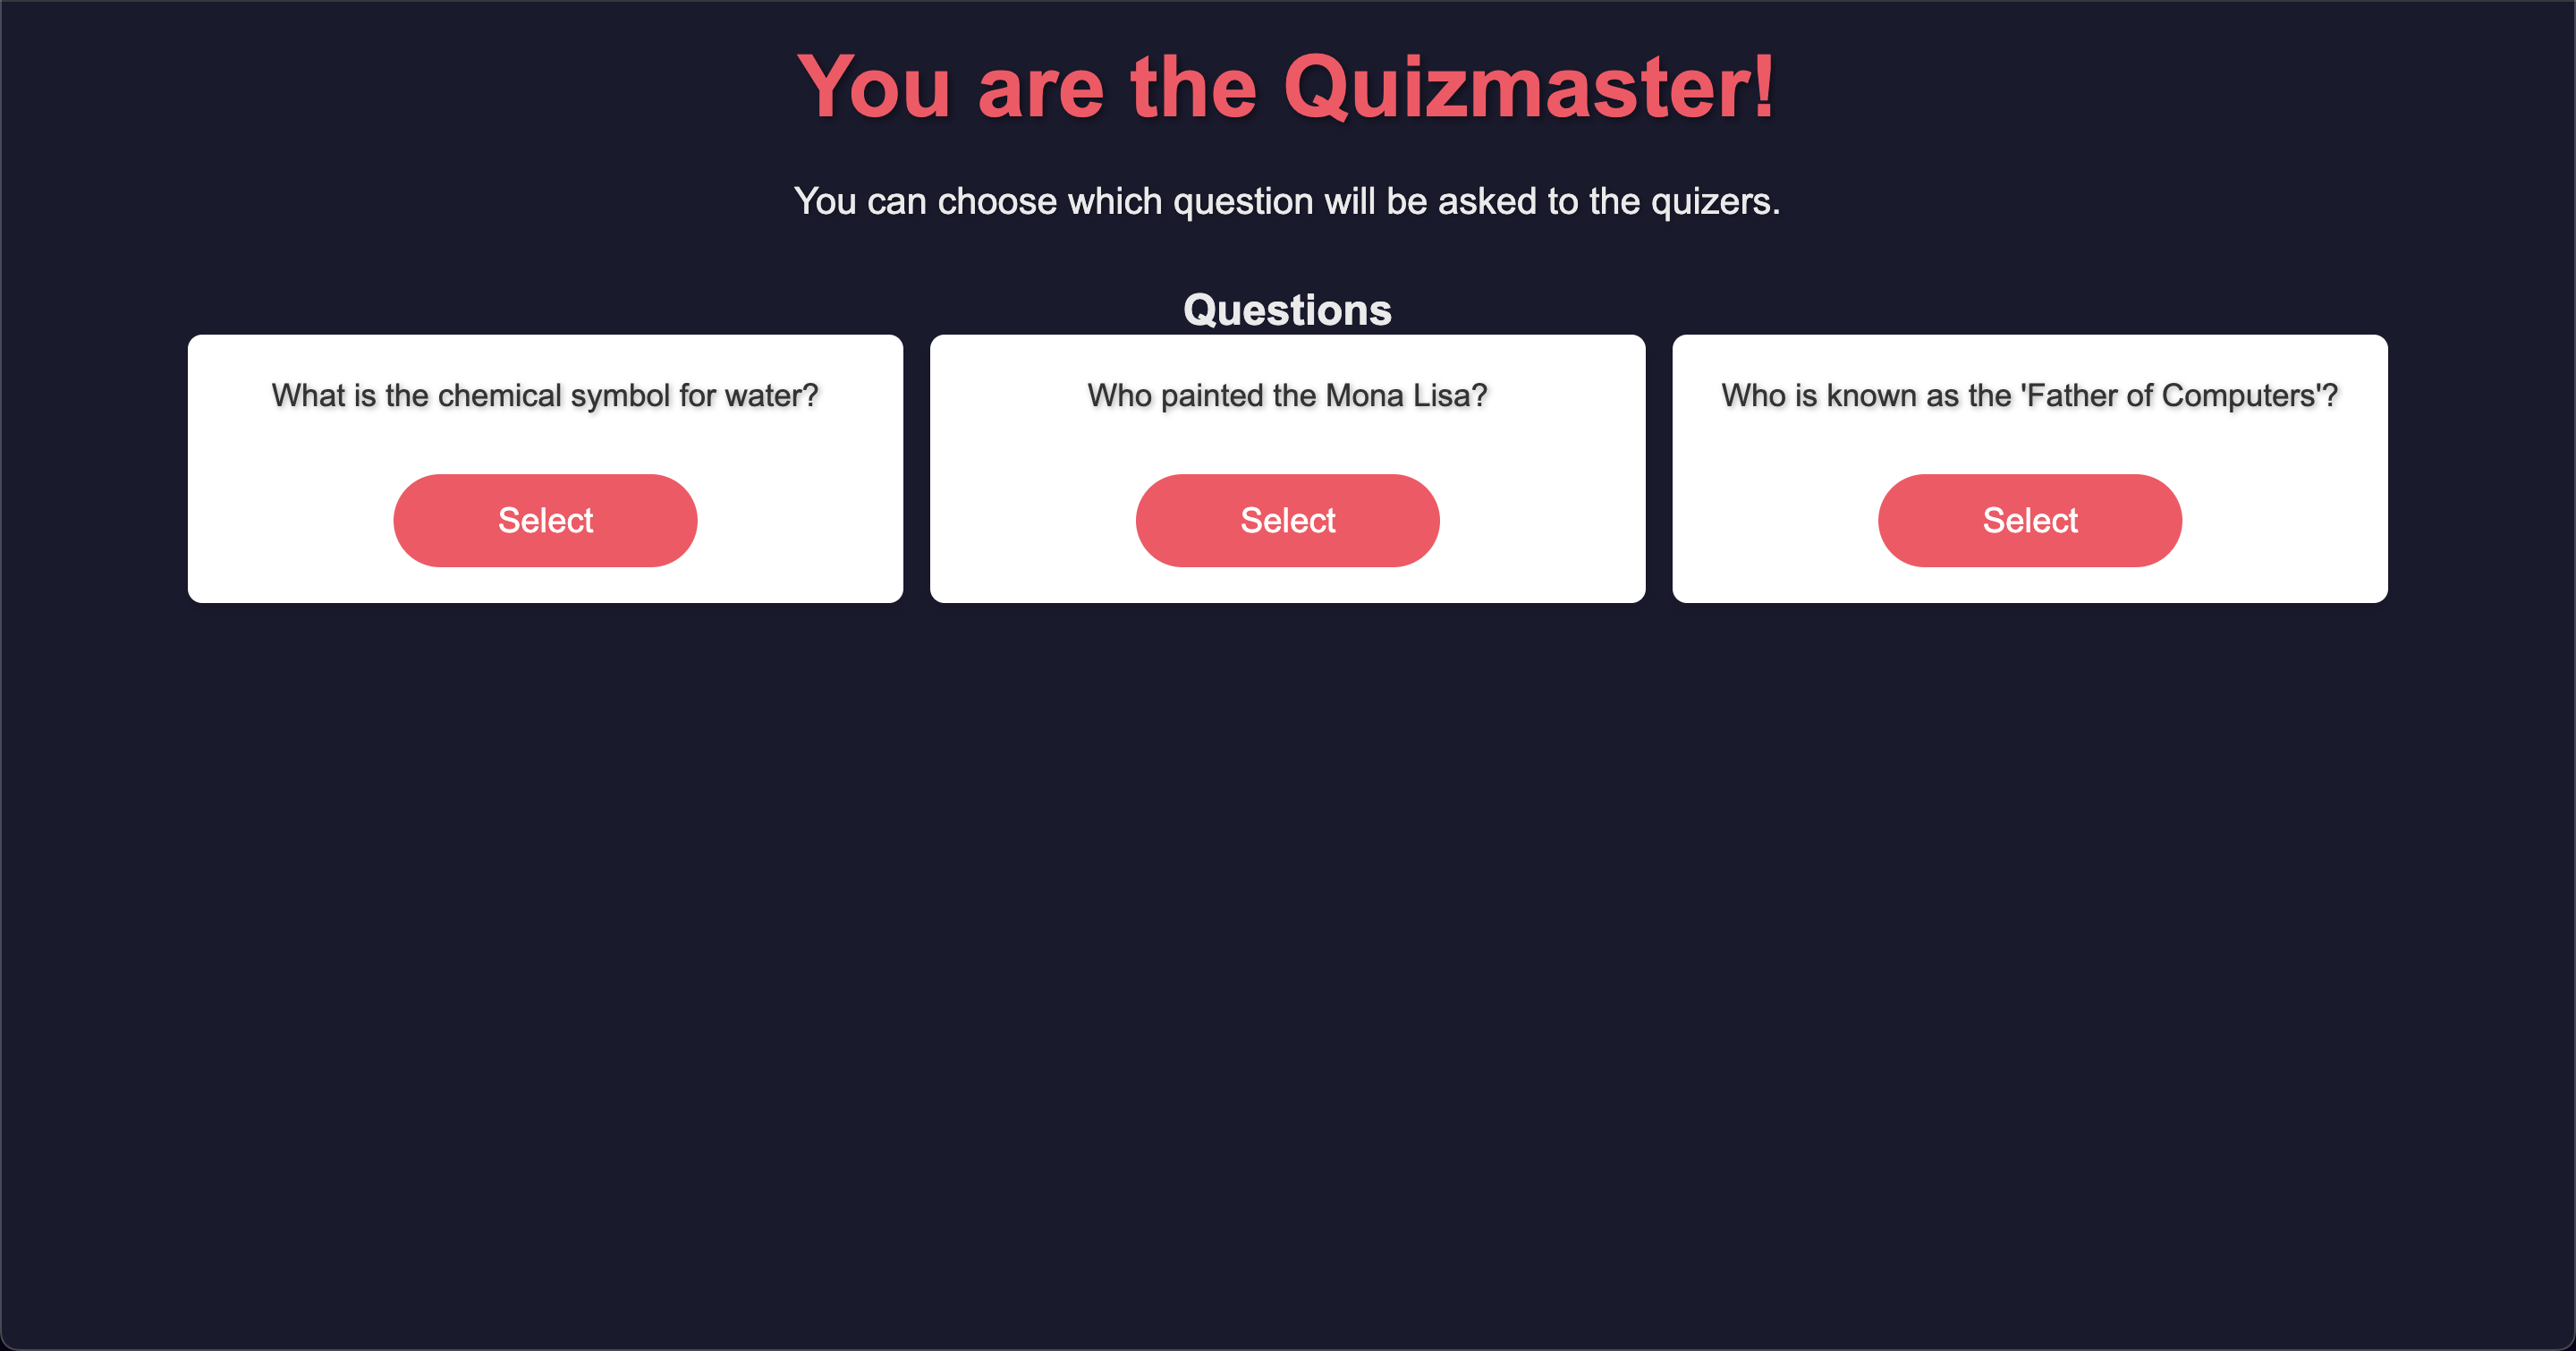 You are the Quizmaster!
You can choose which question will be asked to the quizers.
Questions
What is the chemical symbol for water?
Select
Who painted the Mona Lisa?
Select
Who is known as the 'Father of Computers'?
Select